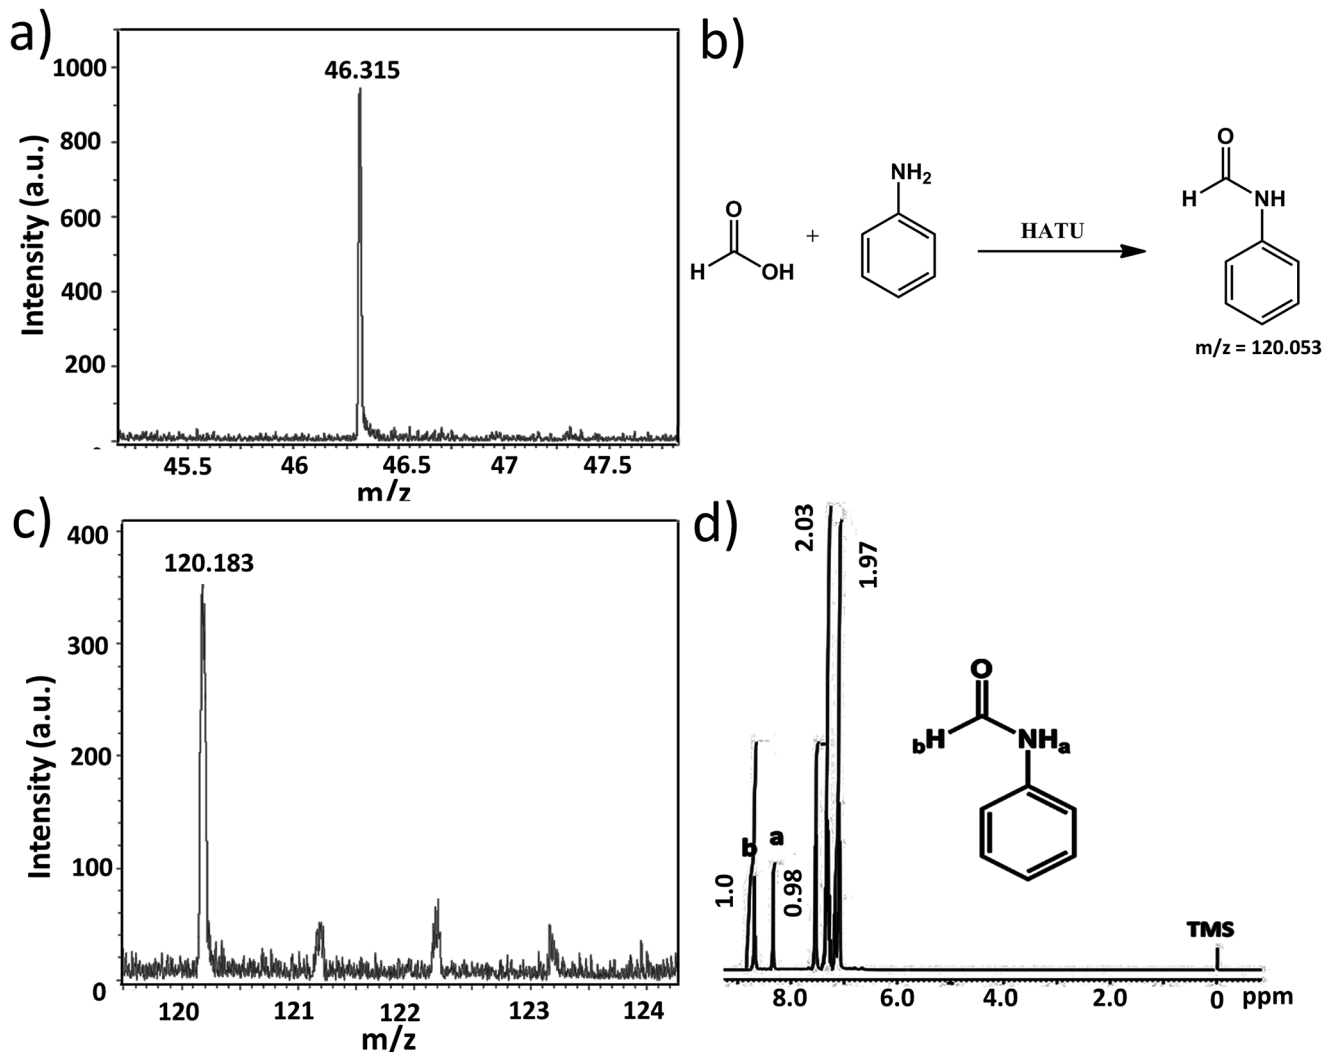 a)
46.315
1000
800
600
400
200
Intensity (a.u.)
45.5 46 46.5 47 47.5
m/z
b)
O
H OH
+
NH2
HATU
O
H NH
m/z = 120.053
c)
120.183
400
300
200
100
0
Intensity (a.u.)
120 121 122 123 124
m/z
d)
2.03
1.97
b
a
1.0
0.98
O
bH NHa
TMS
8.0 6.0 4.0 2.0 0 ppm